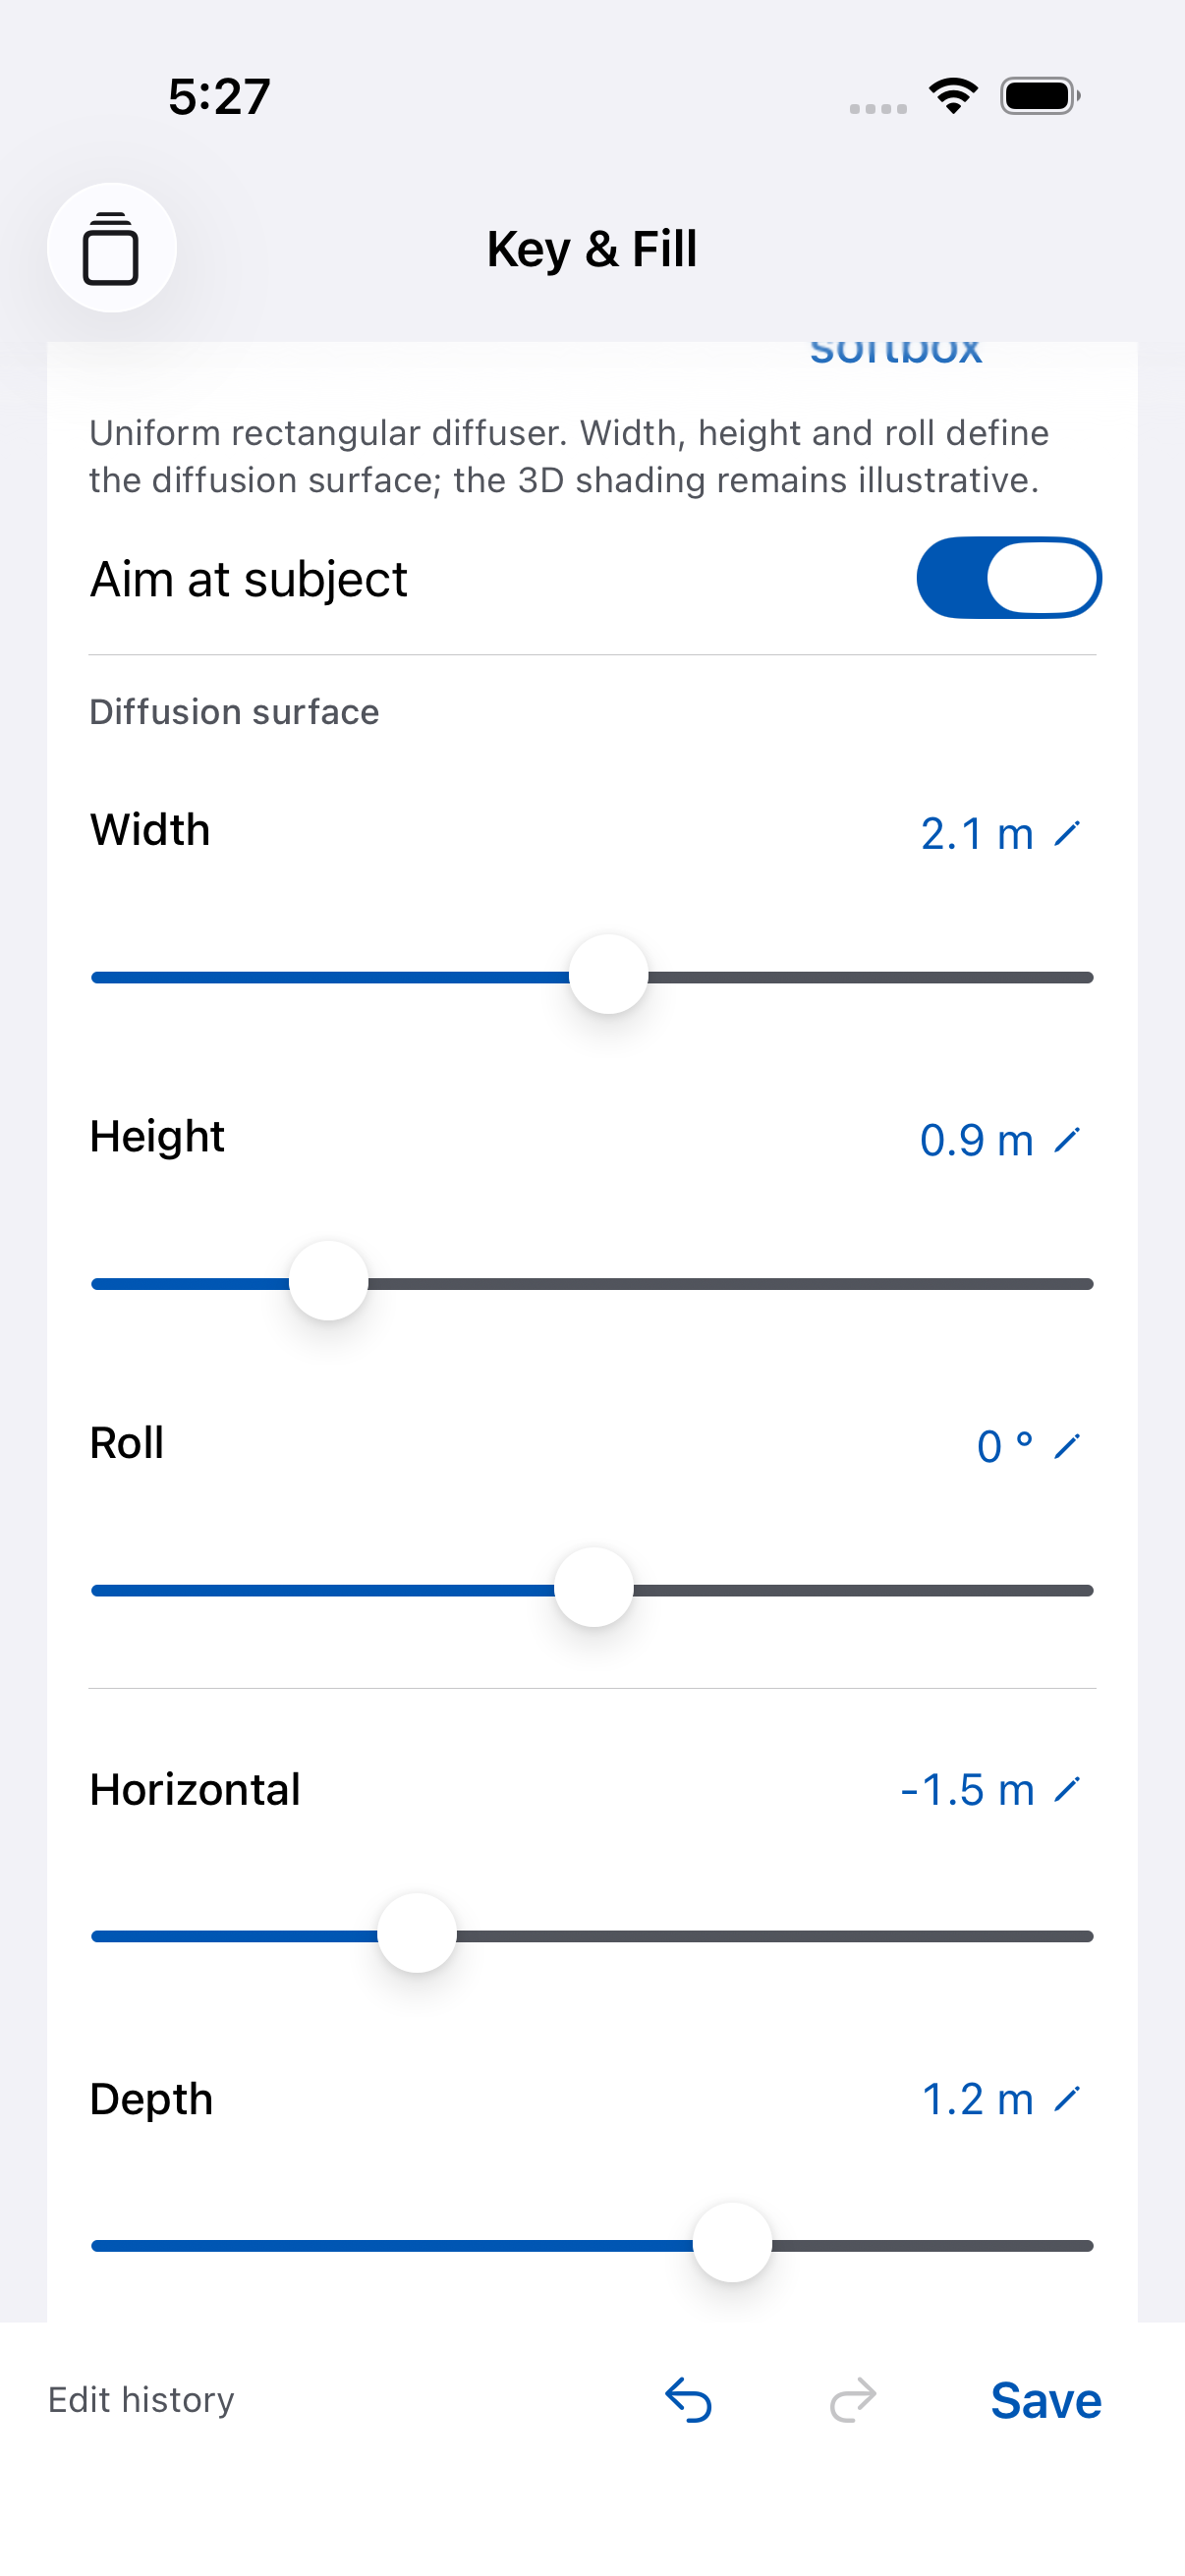 5:27
Key & Fill
softbox
Uniform rectangular diffuser. Width, height and roll define
the diffusion surface; the 3D shading remains illustrative.
Aim at subject
Diffusion surface
Width 2.1 m
Height 0.9 m
Roll 0 °
Horizontal -1.5 m
Depth 1.2 m
Edit history Save